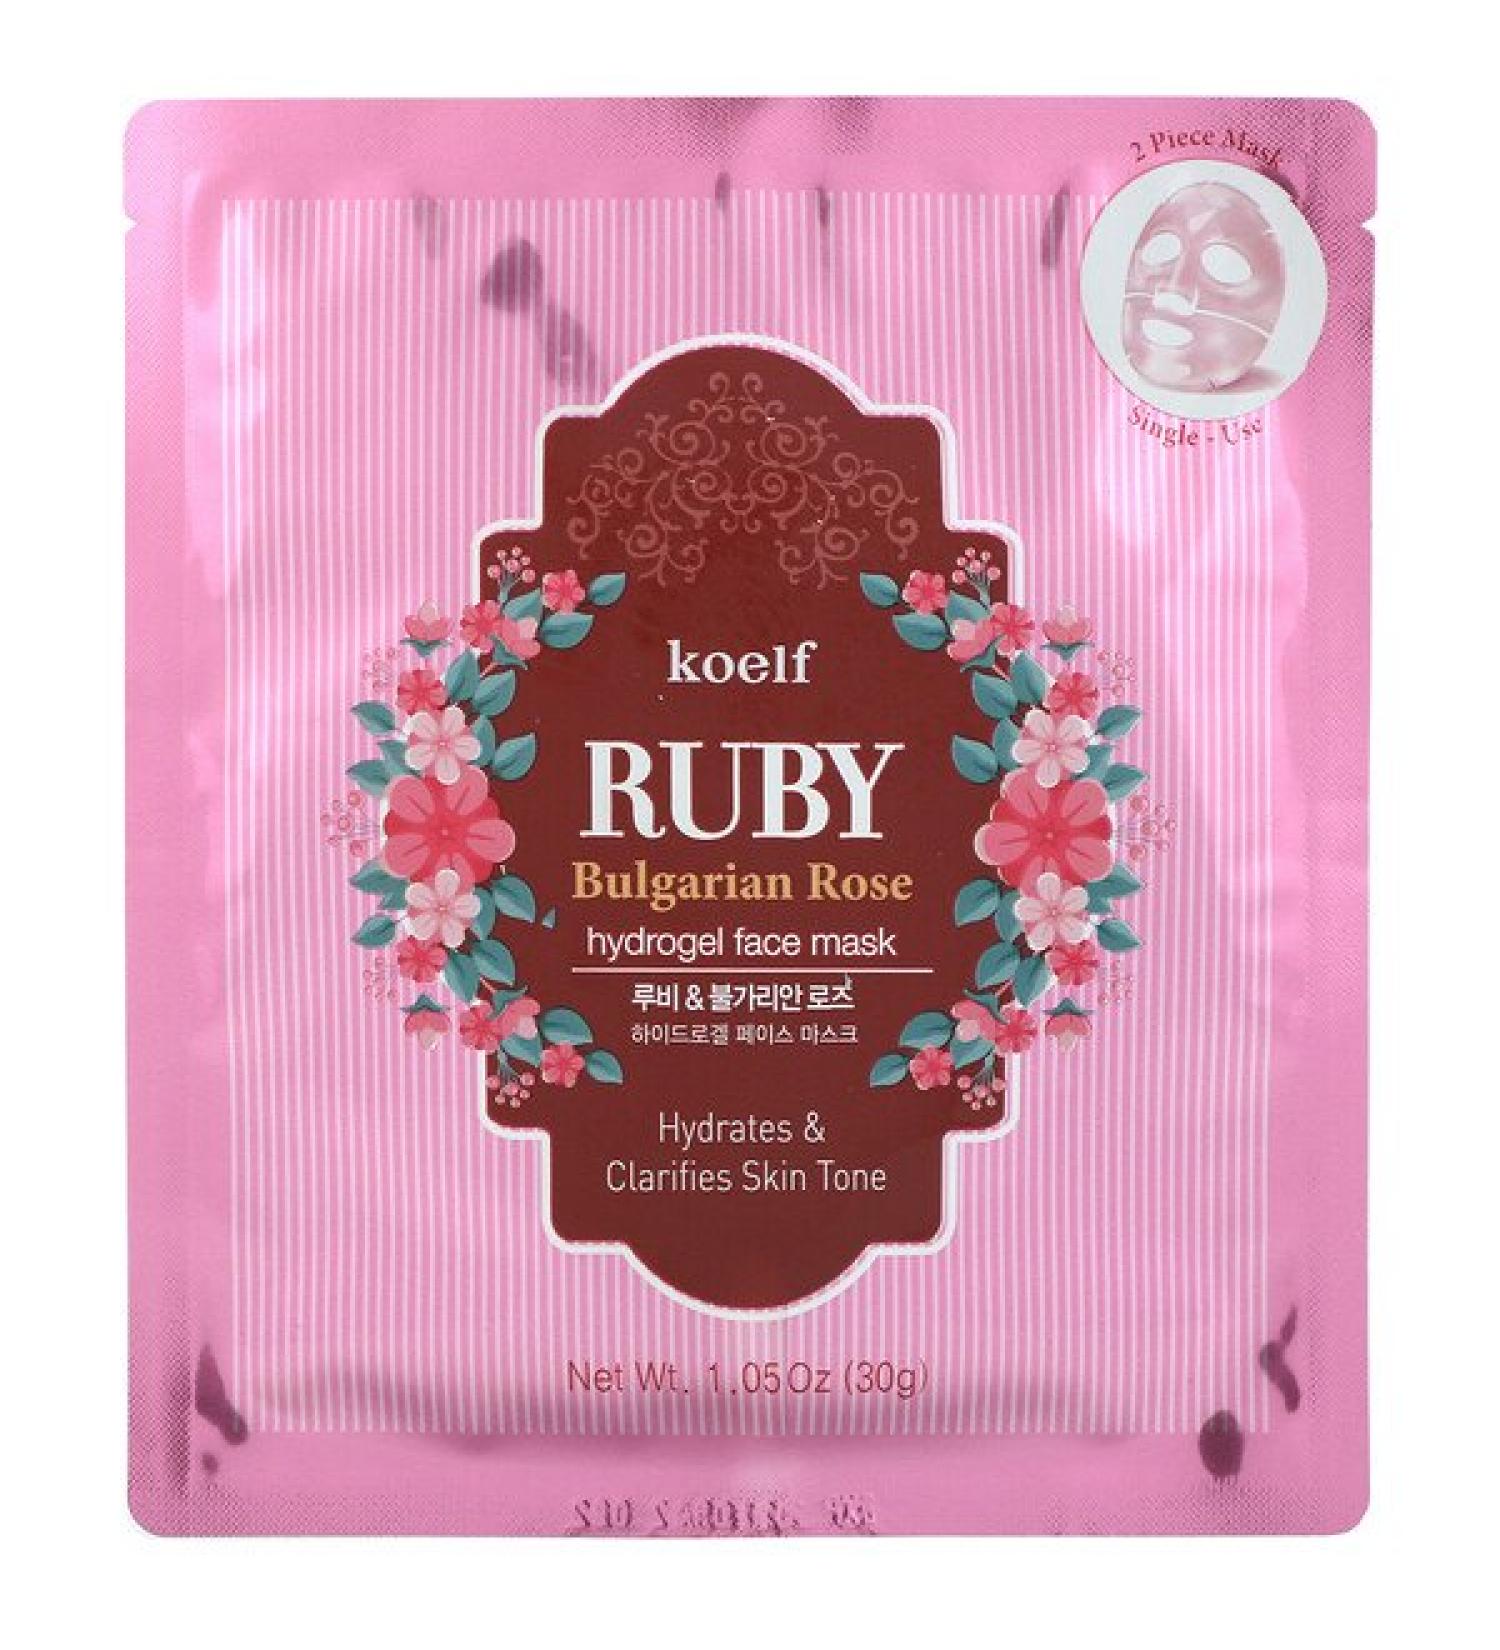 2 Piece Mask
Single - Use
koelf
RUBY
Bulgarian Rose
hydrogel face mask
루비 & 불가리안 로즈
하이드로겔 페이스 마스크
Hydrates &
Clarifies Skin Tone
Net Wt. 1.05 Oz (30g)